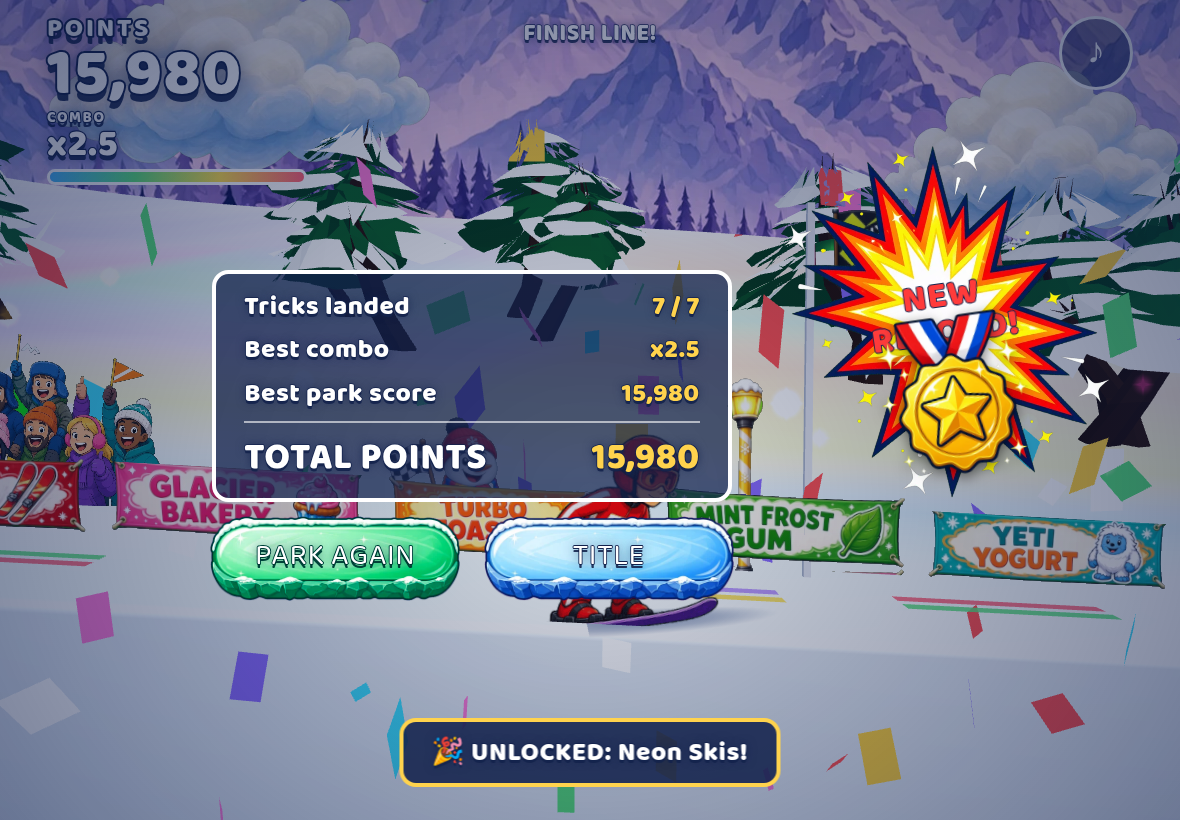 POINTS
15,980
COMBO
x2.5
FINISH LINE!
Tricks landed 7 / 7
Best combo x2.5
Best park score 15,980
TOTAL POINTS 15,980
NEW
GLACIER
BAKERY
TURBO
MINT FROST
GUM
YETI
YOGURT
PARK AGAIN
TITLE
🎉 UNLOCKED: Neon Skis!